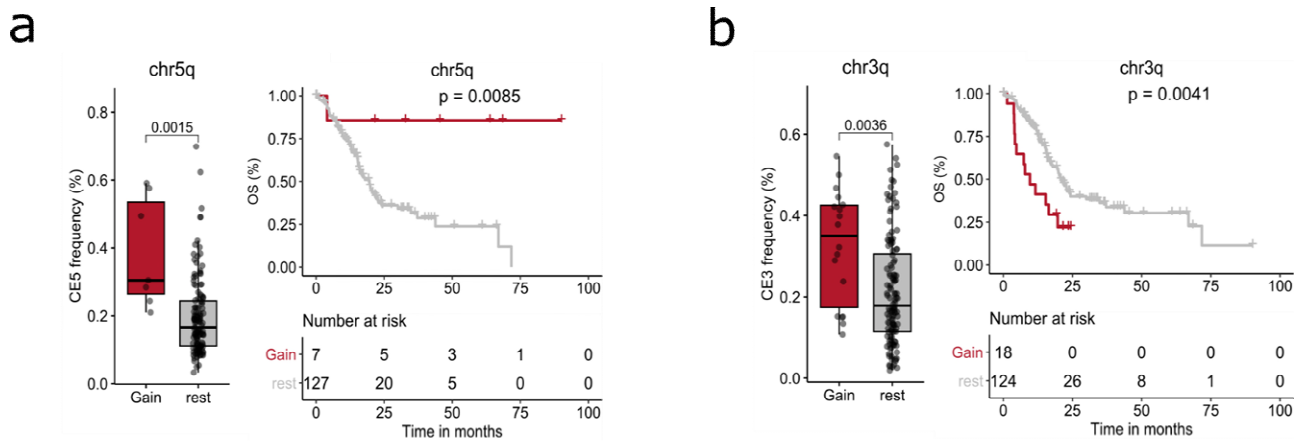 a
chr5q
CE5 frequency (%)
0.8
0.6
0.4
0.2
0.0
0.0015
Gain rest
chr5q
p = 0.0085
OS (%)
1.00
0.75
0.50
0.25
0.00
0 25 50 75 100
Number at risk
Gain 7 5 3 1 0
rest 127 20 5 0 0
0 25 50 75 100
Time in months
b
chr3q
CE3 frequency (%)
0.6
0.4
0.2
0.0
0.0036
Gain rest
chr3q
p = 0.0041
OS (%)
1.00
0.75
0.50
0.25
0.00
0 25 50 75 100
Number at risk
Gain 18 0 0 0 0
rest 124 26 8 1 0
0 25 50 75 100
Time in months